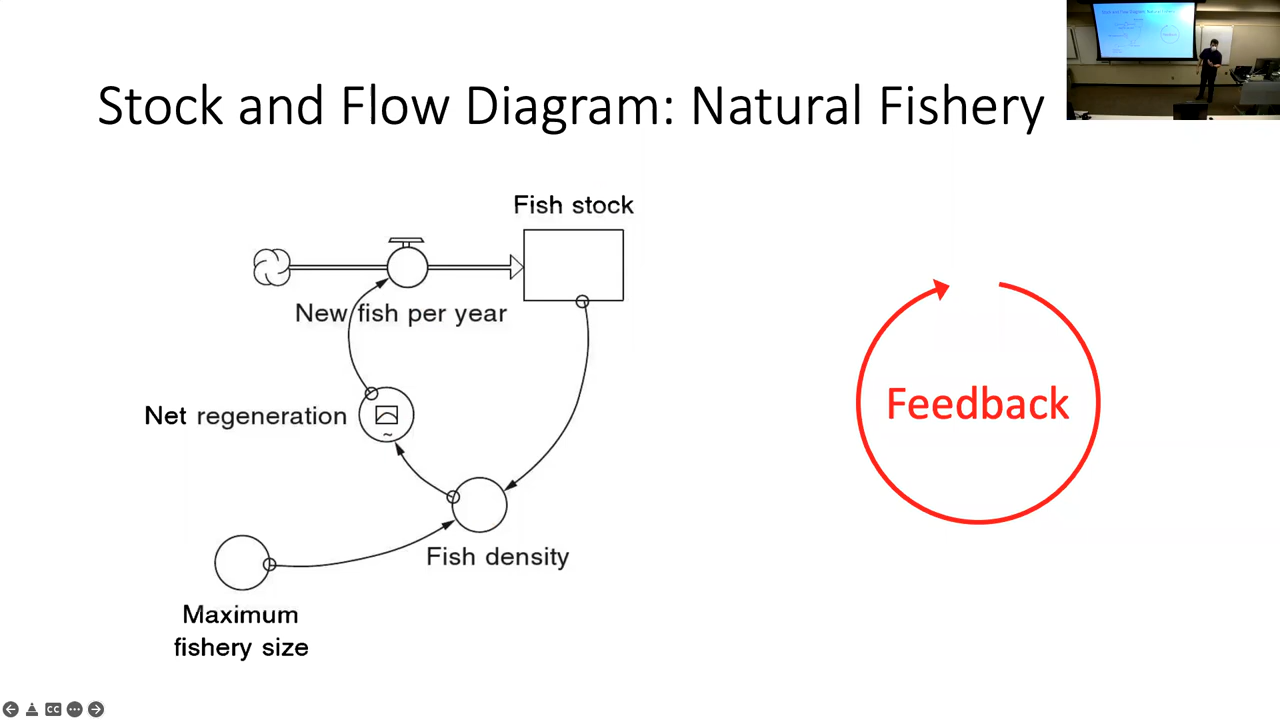 Stock and Flow Diagram: Natural Fishery
Fish stock
New fish per year
Net regeneration
Feedback
Fish density
Maximum
fishery size
~
CC